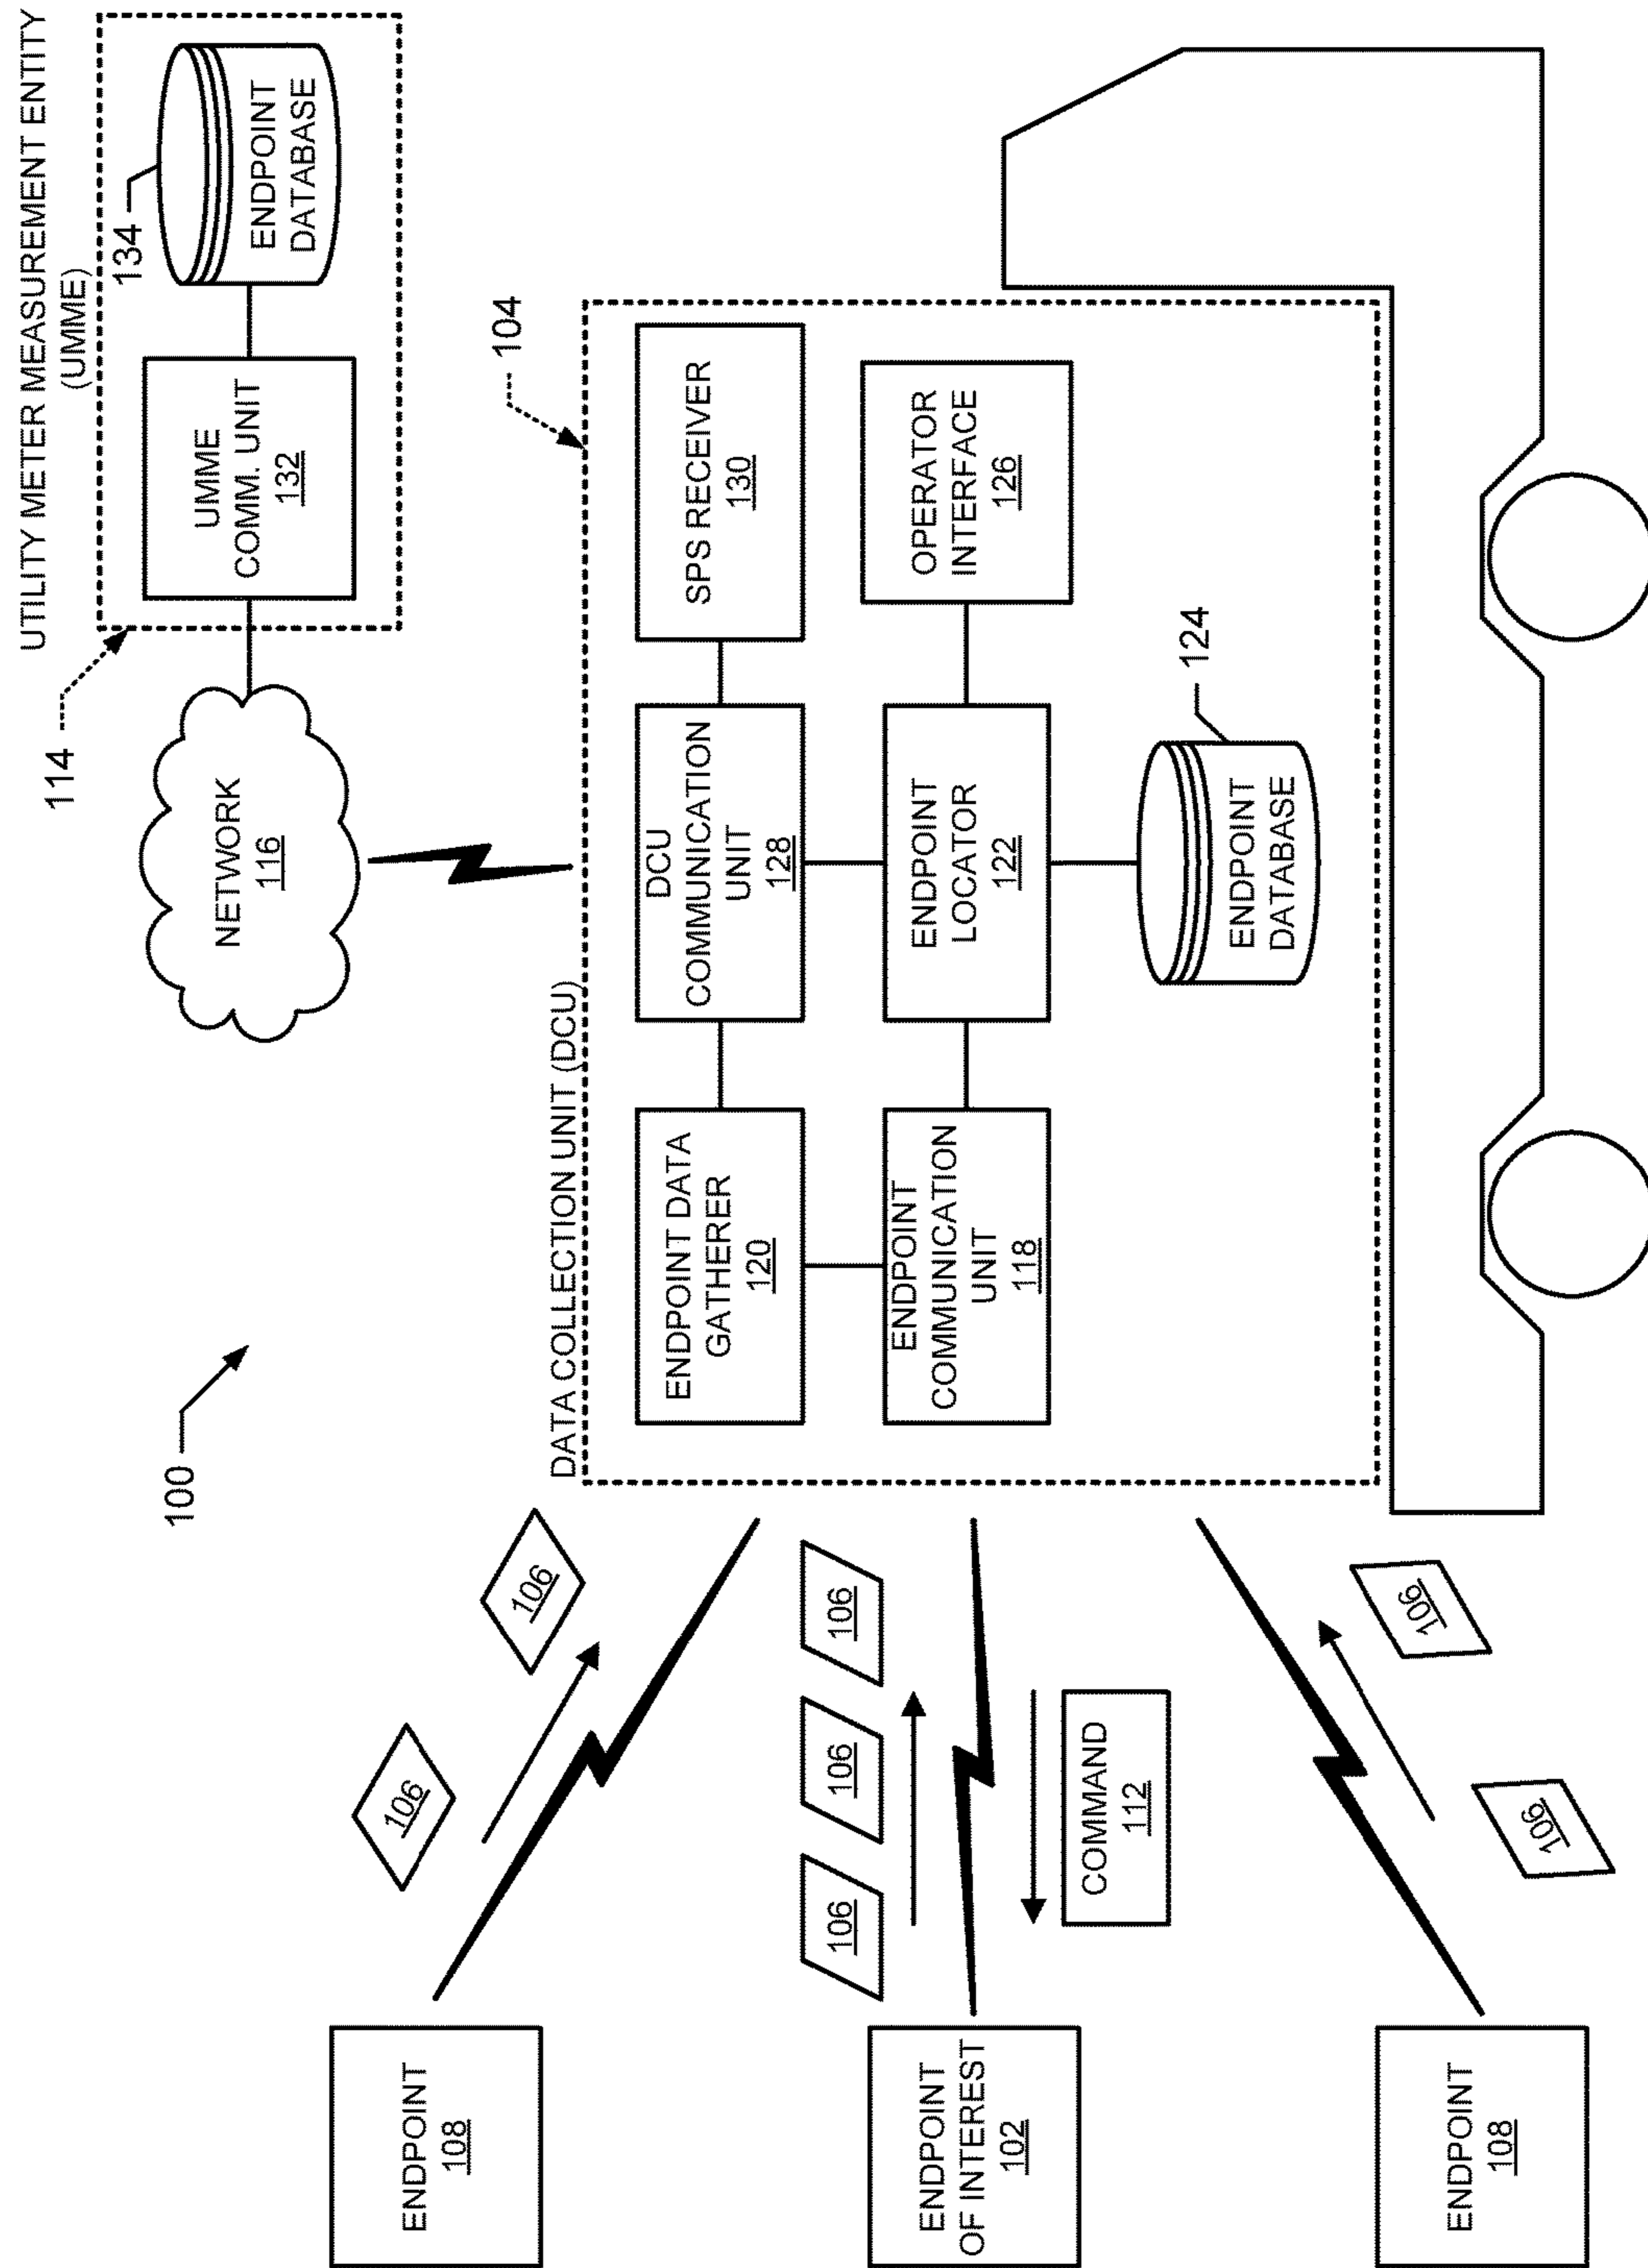 100
UTILITY METER MEASUREMENT ENTITY
(UMME)
114
134
NETWORK
116
UMME
COMM. UNIT
132
ENDPOINT
DATABASE
DATA COLLECTION UNIT (DCU)
104
ENDPOINT DATA
GATHERER
120
DCU
COMMUNICATION
UNIT
128
SPS RECEIVER
130
ENDPOINT
COMMUNICATION
UNIT
118
ENDPOINT
LOCATOR
122
OPERATOR
INTERFACE
126
124
ENDPOINT
DATABASE
ENDPOINT
108
106
106
ENDPOINT
OF INTEREST
102
106
106
106
COMMAND
112
ENDPOINT
108
106
106